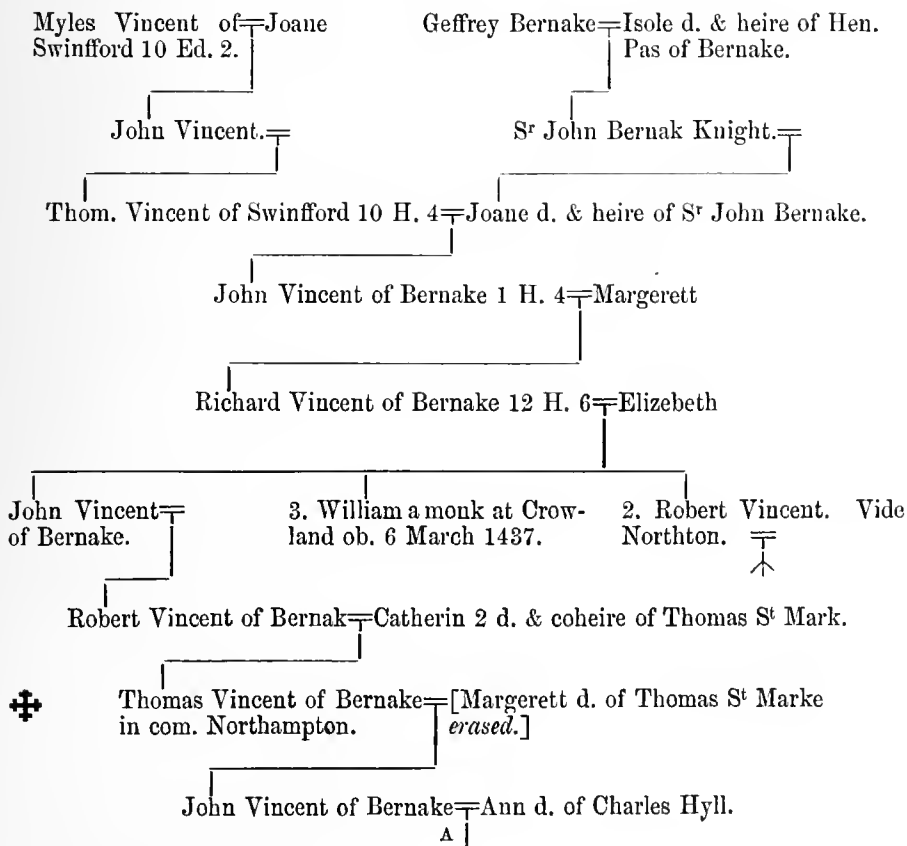 Myles Vincent of Joane Geffrey Bernake Isole d. & heire of Hen.
Swinfford 10 Ed. 2. Pas of Bernake.
John Vincent. Sr John Bernak Knight.
Thom. Vincent of Swinfford 10 H. 4 Joane d. & heire of Sr John Bernake.
John Vincent of Bernake 1 H. 4 Margerett
Richard Vincent of Bernake 12 H. 6 Elizebeth
John Vincent 3. William a monk at Crow- 2. Robert Vincent. Vide
of Bernake. land ob. 6 March 1437. Northton.
Robert Vincent of Bernak Catherin 2 d. & coheire of Thomas St Mark.
Thomas Vincent of Bernake [Margerett d. of Thomas St Marke
in com. Northampton. erased.]
John Vincent of Bernake Ann d. of Charles Hyll.
A